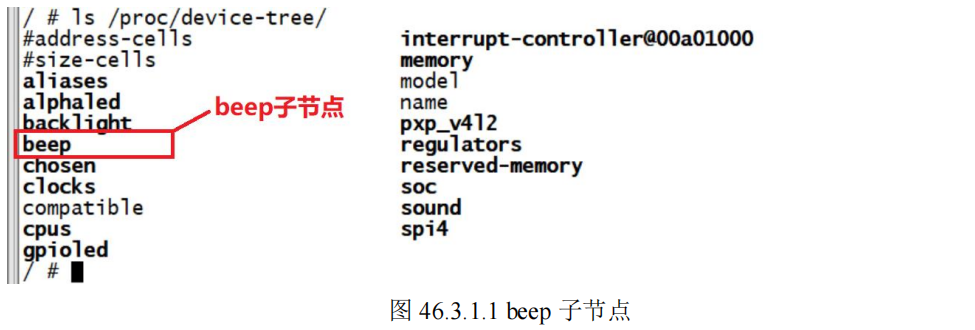 / # ls /proc/device-tree/
#address-cells interrupt-controller@00a01000
#size-cells memory
aliases model
alphaled name
backlight pxp_v4l2
beep regulators
chosen reserved-memory
clocks soc
compatible sound
cpus spi4
gpioled
/ #
beep子节点
图 46.3.1.1 beep 子节点